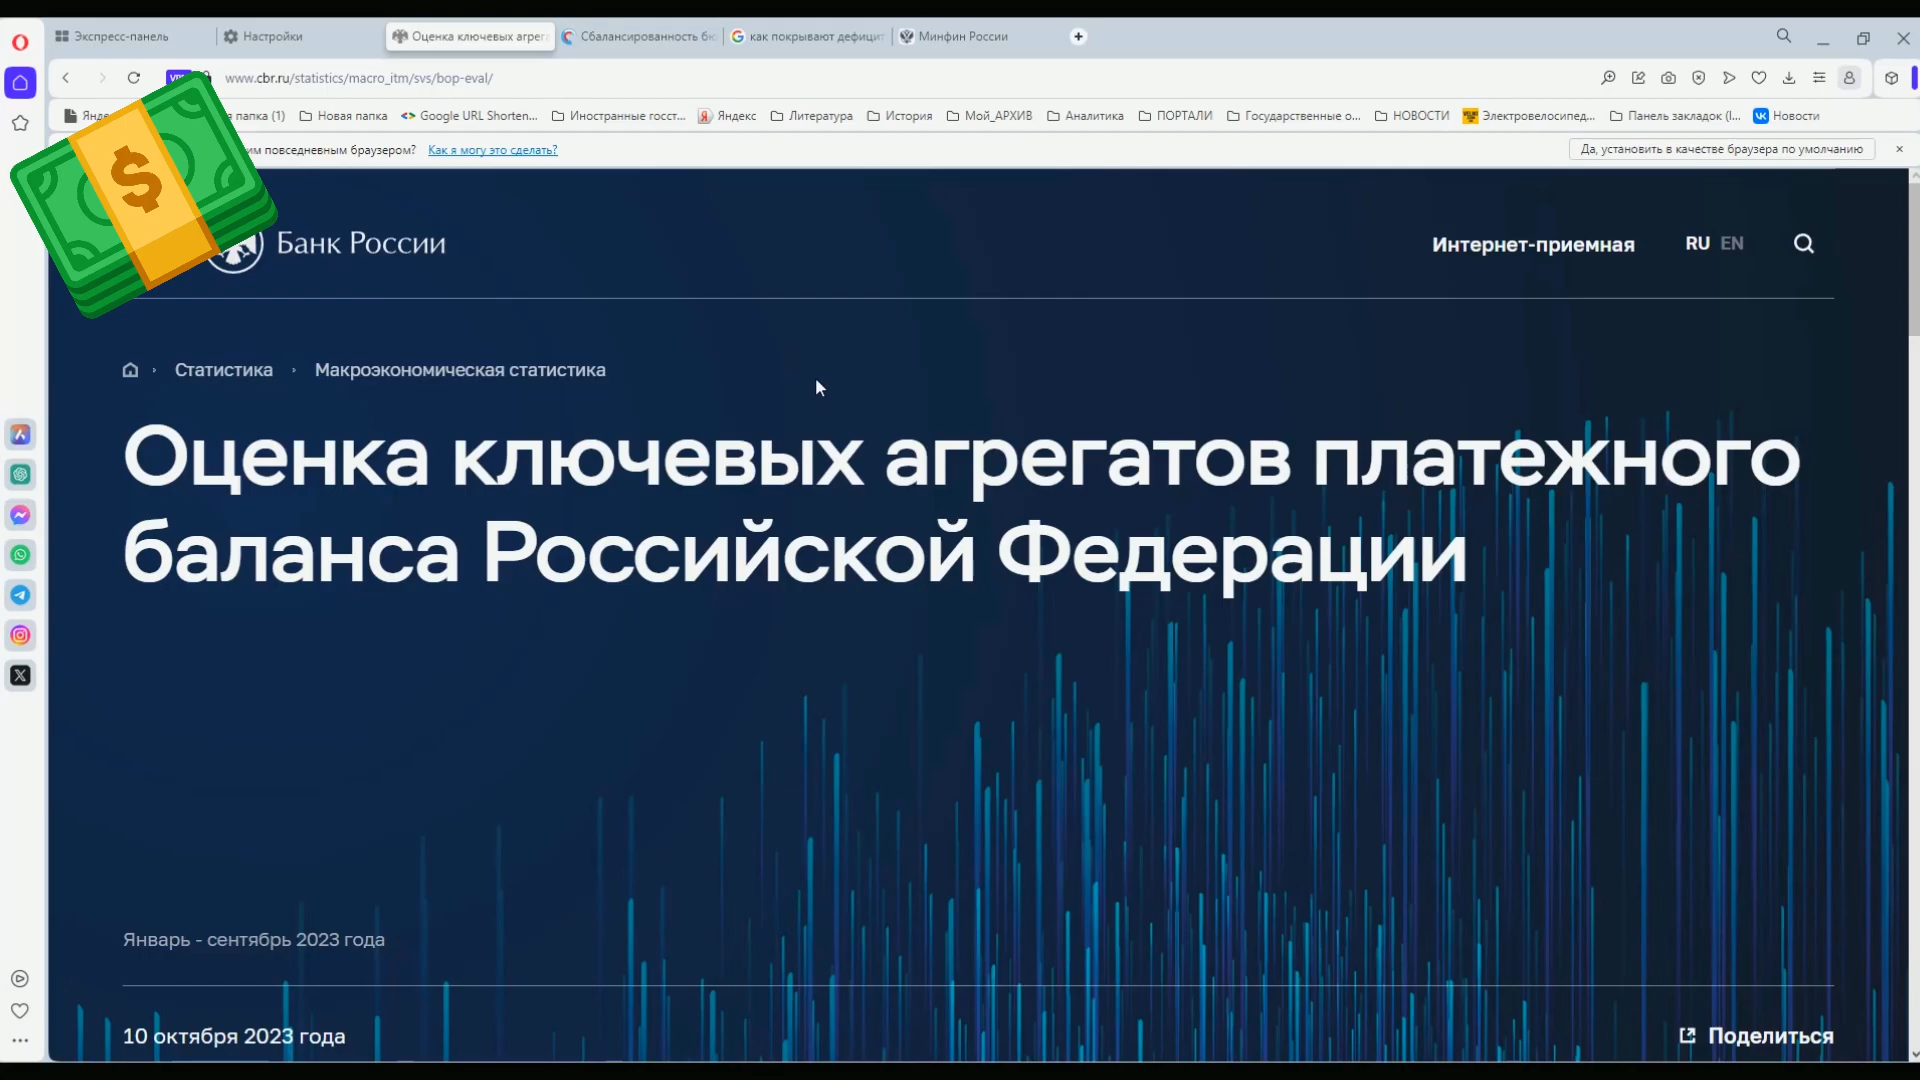 Экспресс-панель
Настройки
Оценка ключевых агрег
Сбалансированность бю
как покрывают дефицит
Минфин России
www.cbr.ru/statistics/macro_itm/svs/bop-eval/
папка (1)
Новая папка
Google URL Shorten...
Иностранные госст...
Яндекс
Литература
История
Мой_АРХИВ
Аналитика
ПОРТАЛИ
Государственные о...
НОВОСТИ
Электровелосипед...
Панель закладок (I...
Новости
повседневным браузером? Как я могу это сделать?
Да, установить в качестве браузера по умолчанию
$
Банк России
Интернет-приемная
RU EN
Статистика
Макроэкономическая статистика
Оценка ключевых агрегатов платежного
баланса Российской Федерации
Январь - сентябрь 2023 года
10 октября 2023 года
Поделиться